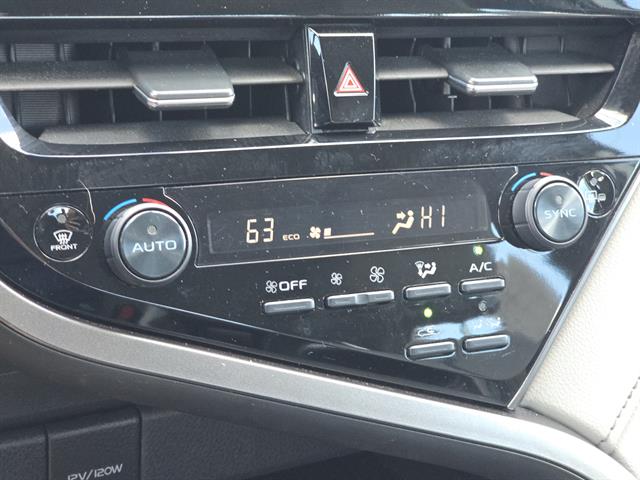 FRONT
AUTO
63 ECO
HI
SYNC
OFF
A/C
12V/120W